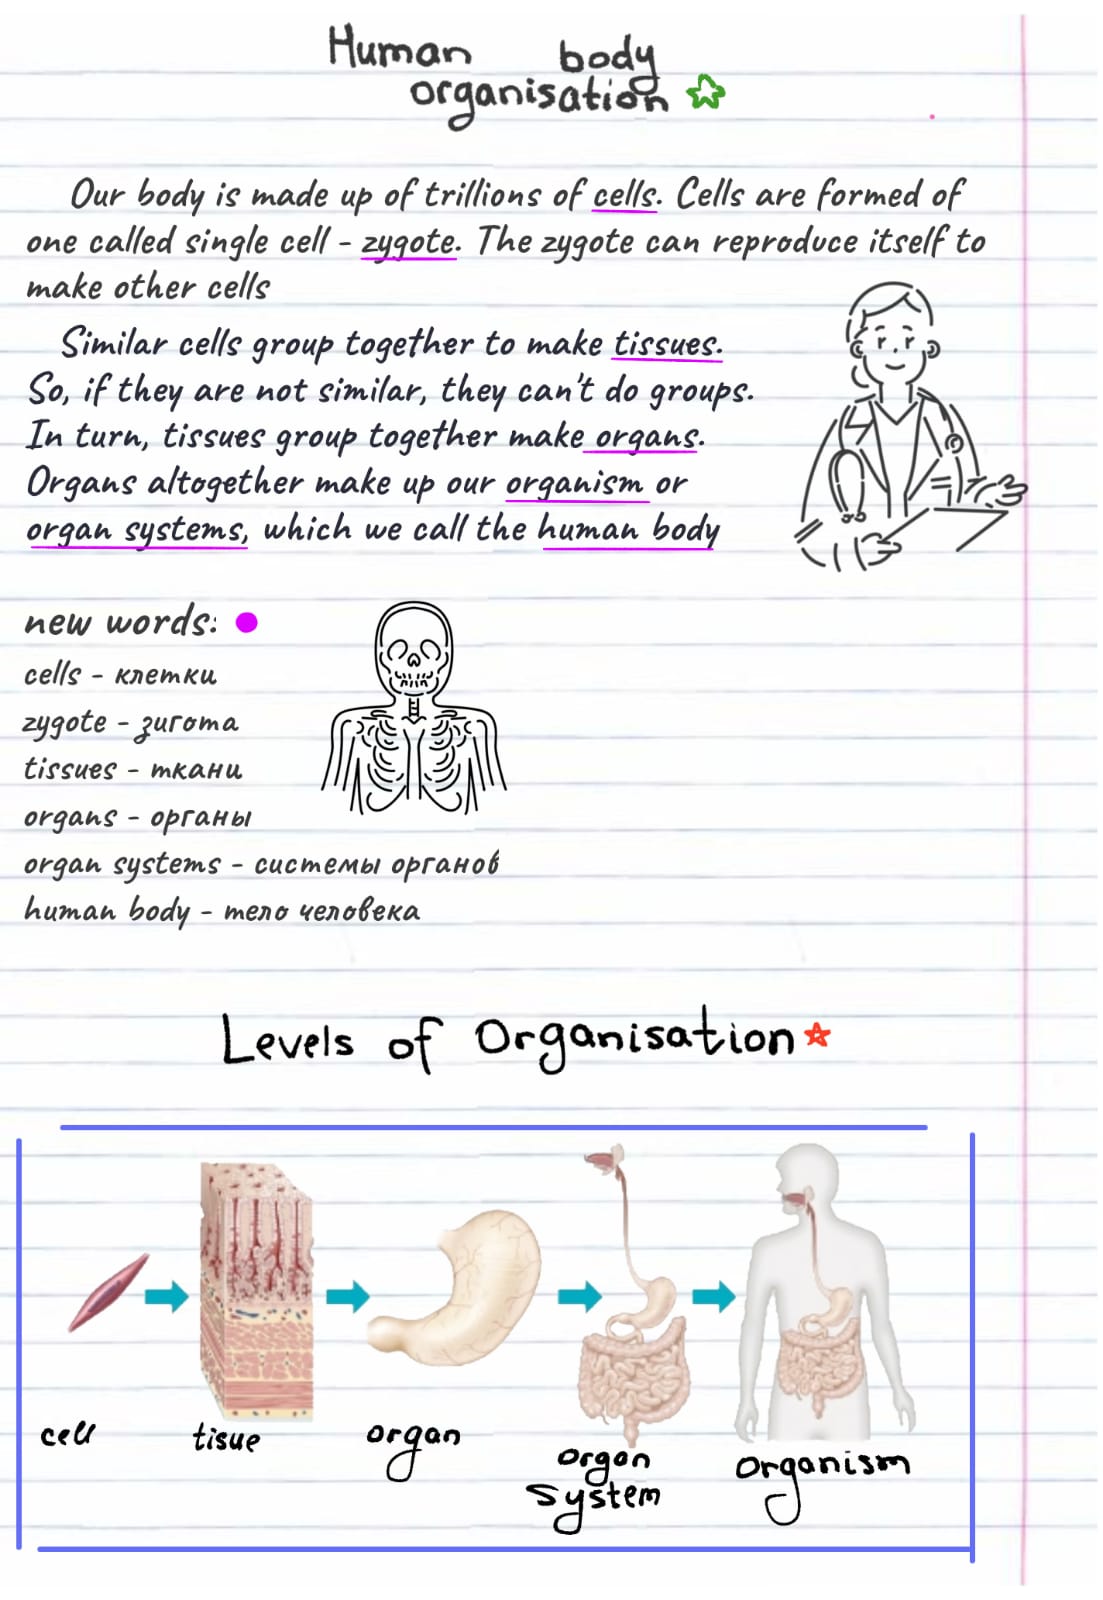 Human body
organisation
Our body is made up of trillions of cells. Cells are formed of
one called single cell - zygote. The zygote can reproduce itself to
make other cells
Similar cells group together to make tissues.
So, if they are not similar, they can't do groups.
In turn, tissues group together make organs.
Organs altogether make up our organism or
organ systems, which we call the human body
new words:
cells - клетки
zygote - зигота
tissues - ткани
organs - органы
organ systems - системы органов
human body - тело человека
Levels of Organisation
cell
tisue
organ
organ
system
organism